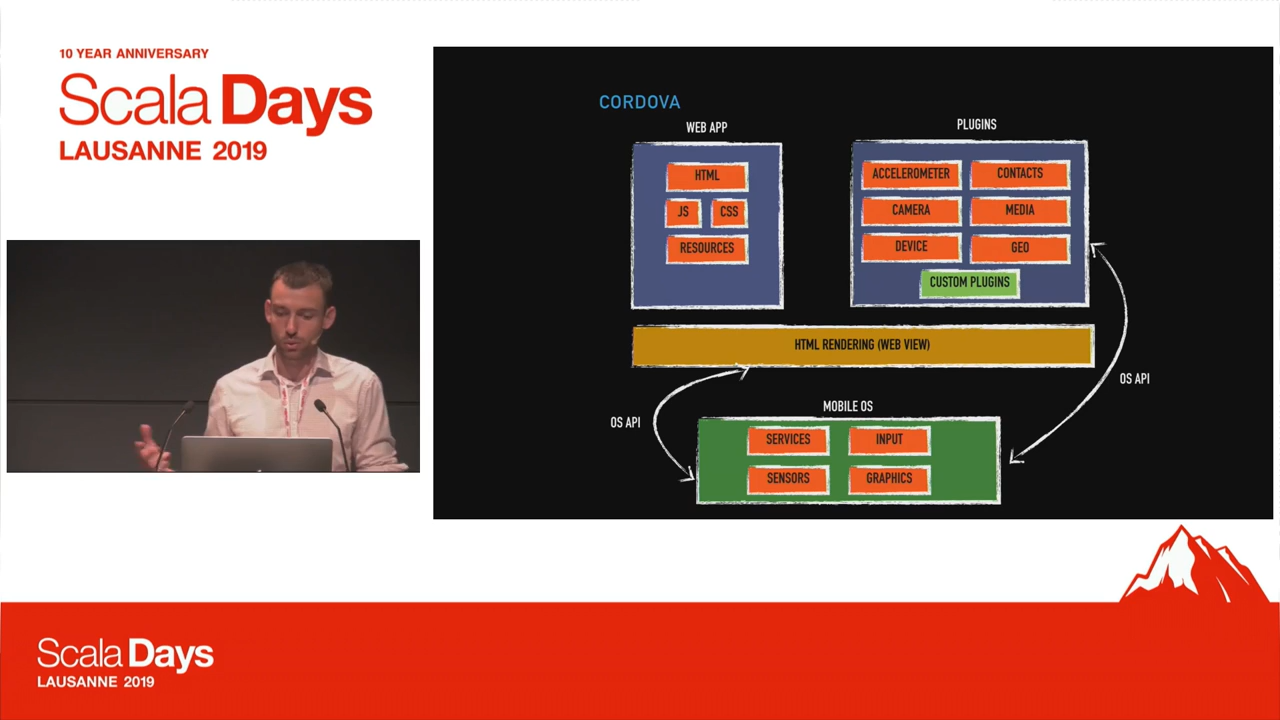 10 YEAR ANNIVERSARY
Scala Days
LAUSANNE 2019
CORDOVA
WEB APP
HTML
JS CSS
RESOURCES
PLUGINS
ACCELEROMETER CONTACTS
CAMERA MEDIA
DEVICE GEO
CUSTOM PLUGINS
HTML RENDERING (WEB VIEW)
OS API
OS API
MOBILE OS
SERVICES INPUT
SENSORS GRAPHICS
Scala Days
LAUSANNE 2019